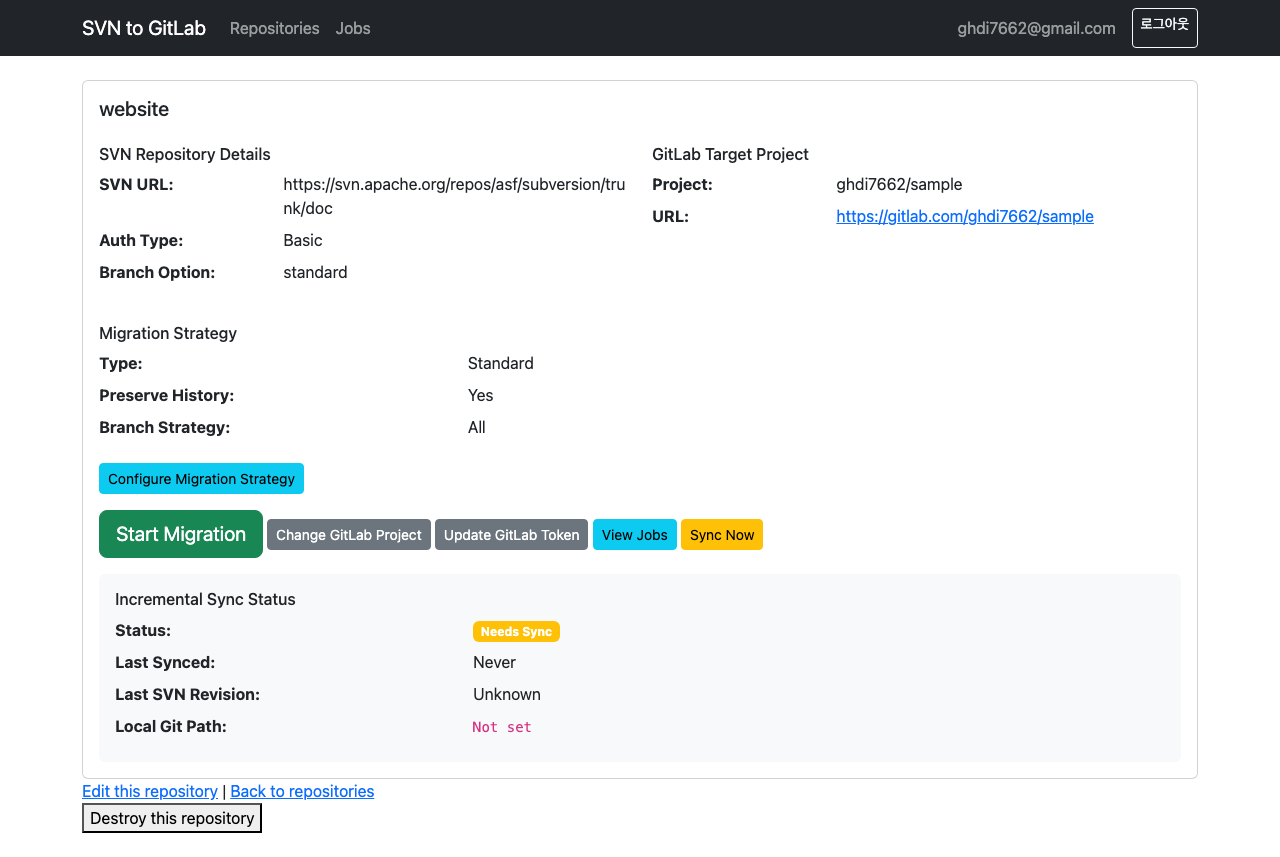 SVN to GitLab Repositories Jobs ghdi7662@gmail.com 로그아웃
website
SVN Repository Details
SVN URL: https://svn.apache.org/repos/asf/subversion/tru
nk/doc
Auth Type: Basic
Branch Option: standard
GitLab Target Project
Project: ghdi7662/sample
URL: https://gitlab.com/ghdi7662/sample
Migration Strategy
Type: Standard
Preserve History: Yes
Branch Strategy: All
Configure Migration Strategy
Start Migration Change GitLab Project Update GitLab Token View Jobs Sync Now
Incremental Sync Status
Status: Needs Sync
Last Synced: Never
Last SVN Revision: Unknown
Local Git Path: Not set
Edit this repository | Back to repositories
Destroy this repository